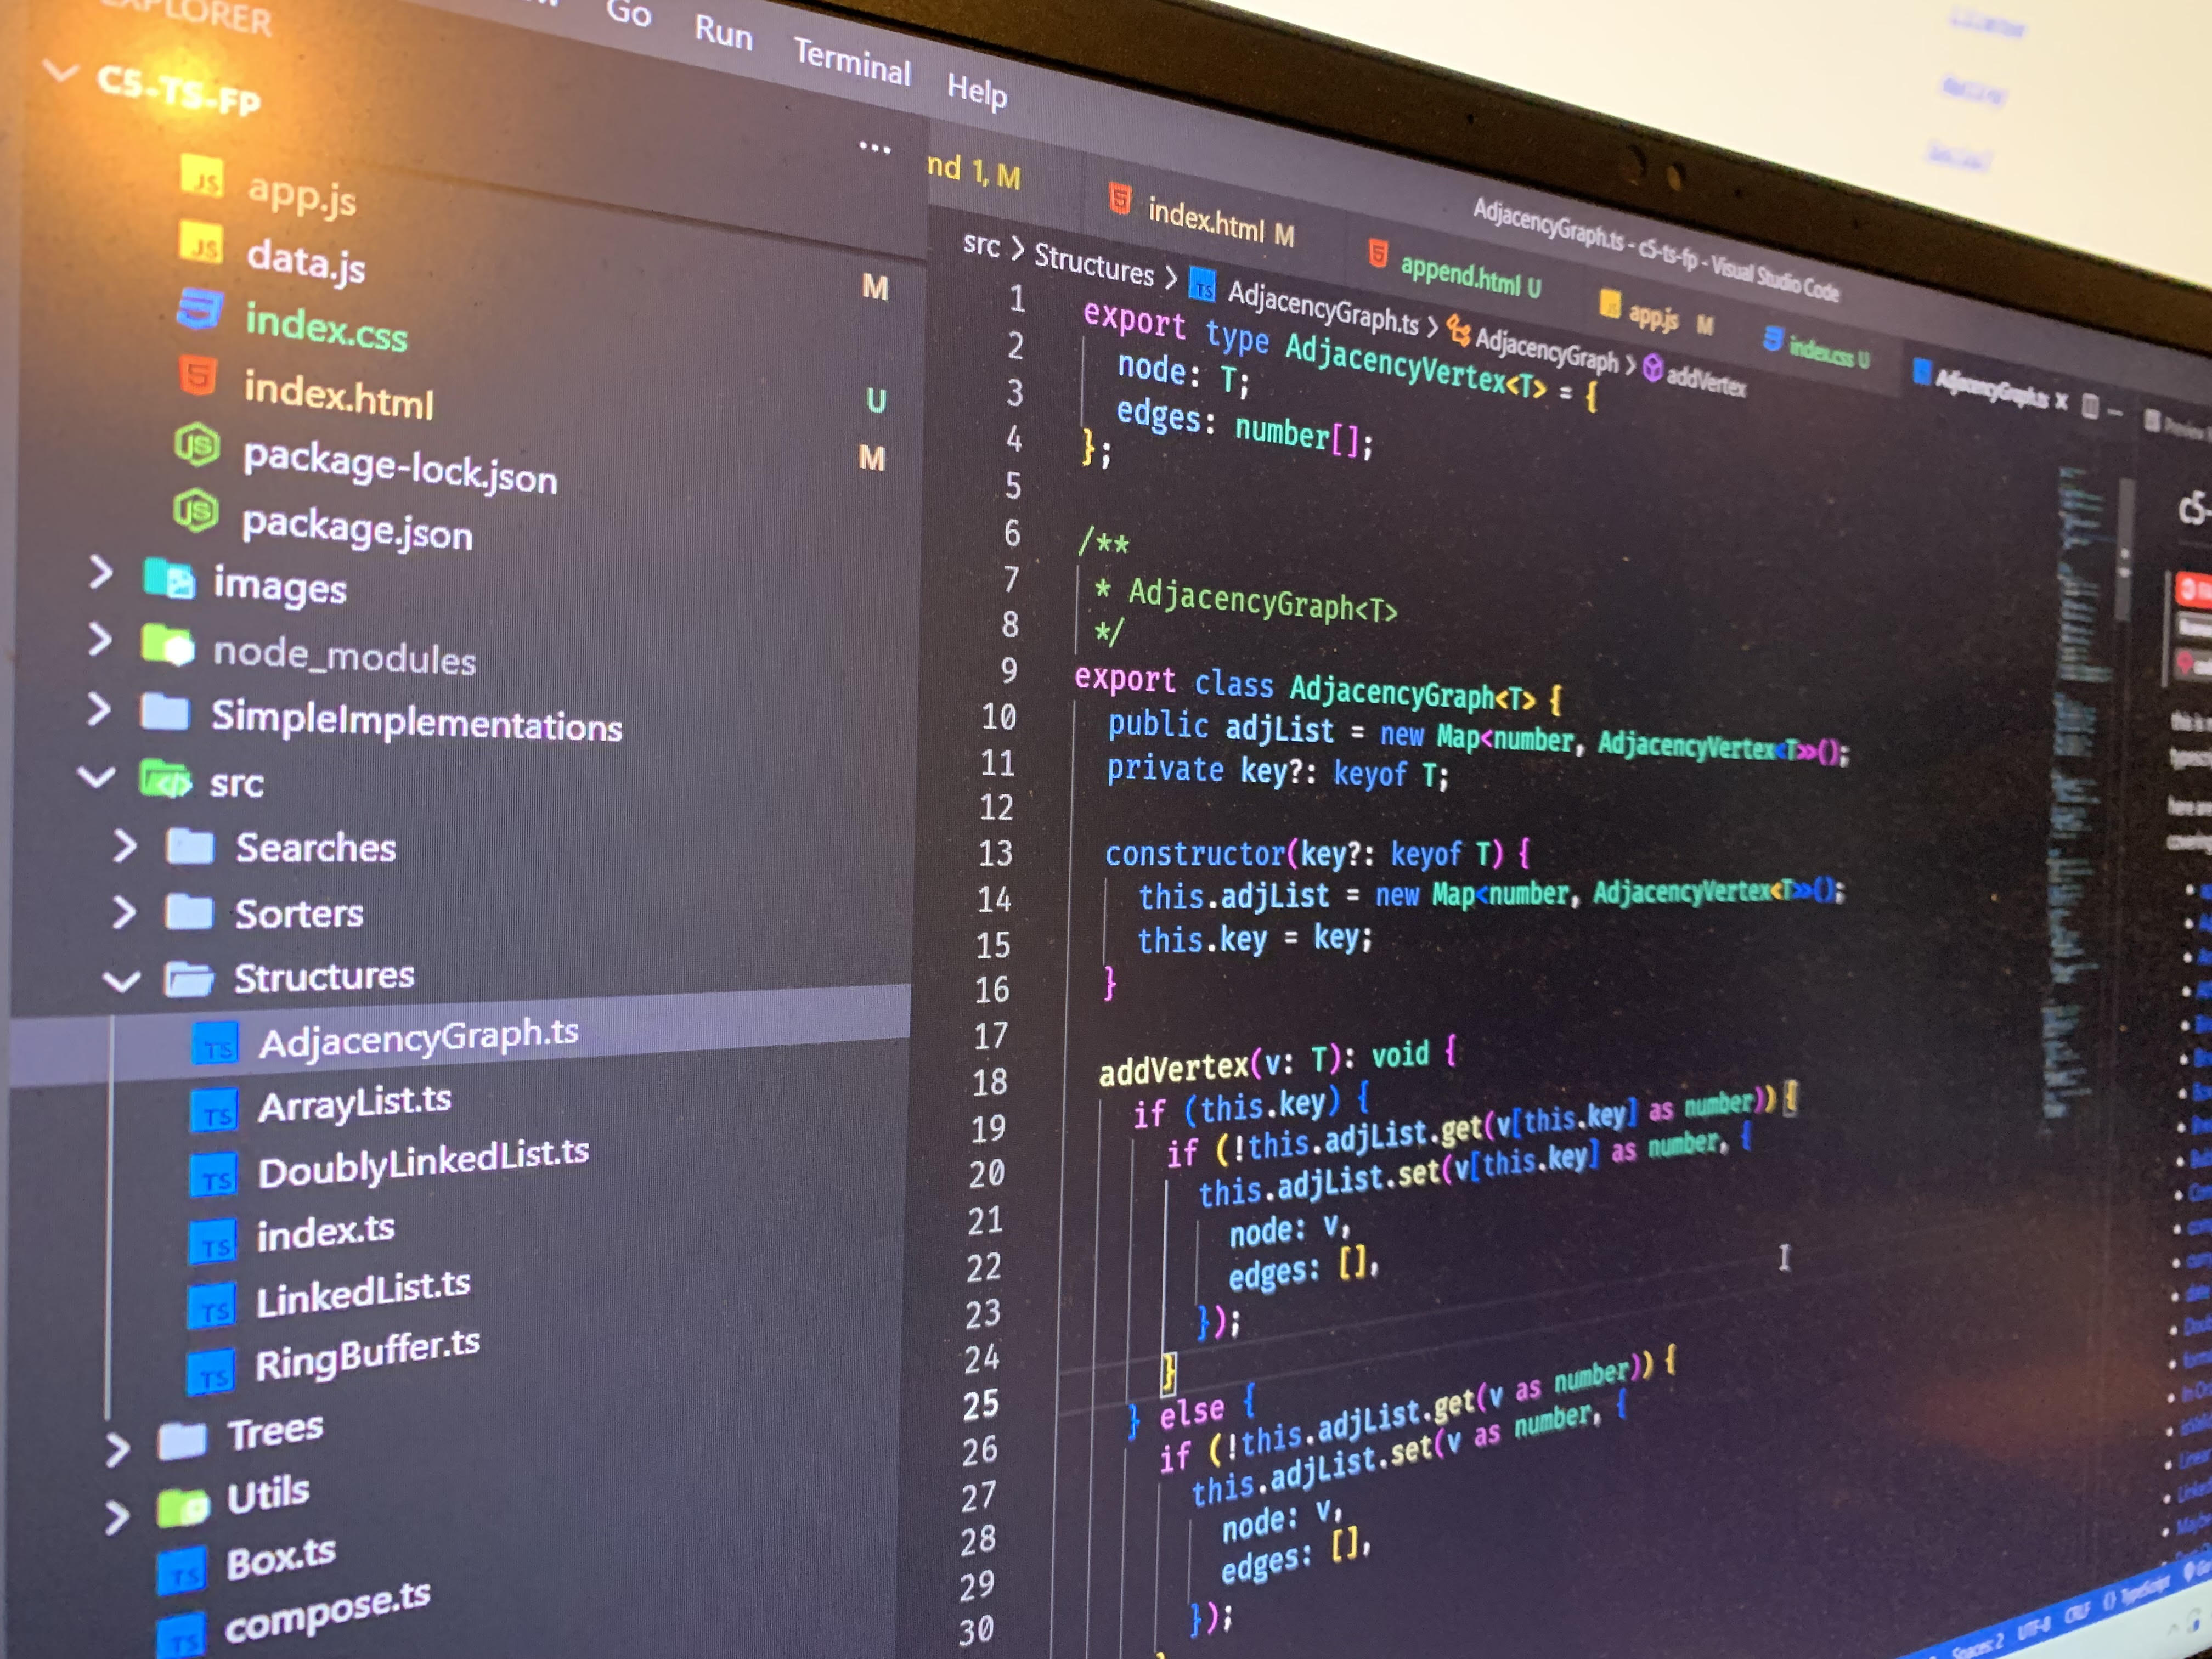 EXPLORER
Go Run Terminal Help
AdjacencyGraph.ts - c5-ts-fp - Visual Studio Code
C5-TS-FP
...
JS app.js
JS data.js M
index.css
index.html U
package-lock.json M
package.json
images
node_modules
SimpleImplementations
src
Searches
Sorters
Structures
TS AdjacencyGraph.ts
TS ArrayList.ts
TS DoublyLinkedList.ts
TS index.ts
TS LinkedList.ts
TS RingBuffer.ts
Trees
Utils
TS Box.ts
TS compose.ts
nd 1, M
index.html M
append.html U
app.js M
index.css U
AdjacencyGraph.ts
src > Structures > TS AdjacencyGraph.ts > AdjacencyGraph > addVertex
1 export type AdjacencyVertex<T> = {
2 node: T;
3 edges: number[];
4 };
5
6 /**
7 * AdjacencyGraph<T>
8 */
9 export class AdjacencyGraph<T> {
10 public adjList = new Map<number, AdjacencyVertex<T>>();
11 private key?: keyof T;
12
13 constructor(key?: keyof T) {
14 this.adjList = new Map<number, AdjacencyVertex<T>>();
15 this.key = key;
16 }
17
18 addVertex(v: T): void {
19 if (this.key) {
20 if (!this.adjList.get(v[this.key] as number)) {
21 this.adjList.set(v[this.key] as number, {
22 node: v,
23 edges: [],
24 });
25 }
26 } else {
27 if (!this.adjList.get(v as number)) {
28 this.adjList.set(v as number, {
29 node: v,
30 edges: [],
});
Spaces: 2 UTF-8 CRLF {} TypeScript